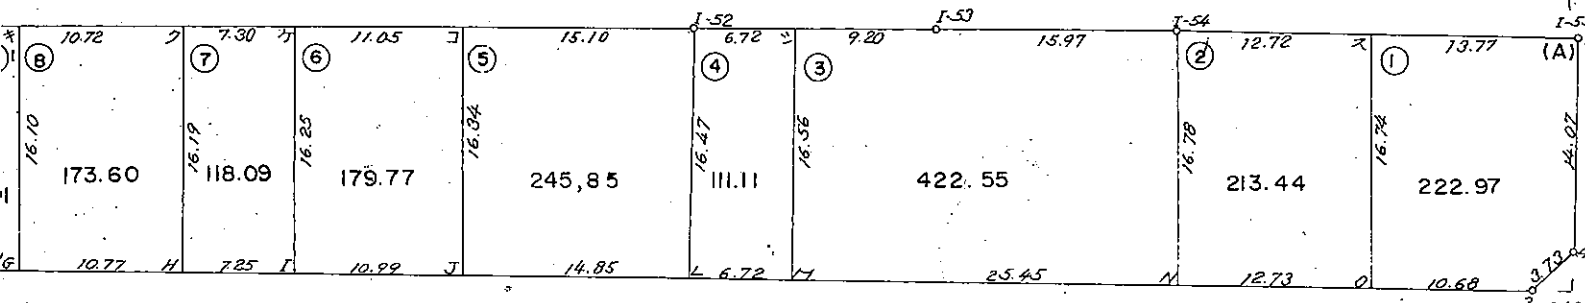 I-52 I-53 I-54
キ 10.72 ク 7.30 ケ 11.05 コ 15.10 6.72 シ 9.20 15.97 12.72 ス 13.77
⑧ ⑦ ⑥ ⑤ ④ ③ ② ① (A)
16.10 16.19 16.25 16.34 16.47 16.56 16.78 16.74 14.07
173.60 118.09 179.77 245,85 111.11 422.55 213.44 222.97
G 10.77 H 7.25 I 10.99 J 14.85 L 6.72 M 25.45 N 12.73 O 10.68 3.73